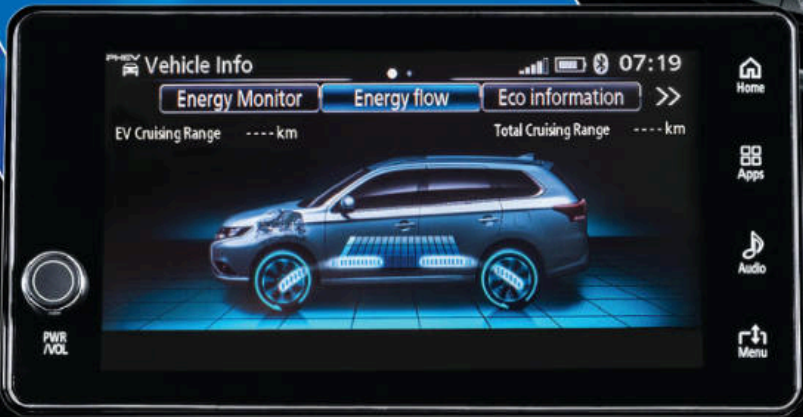 PHEV
Vehicle Info
07:19
Home
Energy Monitor
Energy flow
Eco information
EV Cruising Range ----km
Total Cruising Range ----km
Apps
Audio
PWR
/VOL
Menu